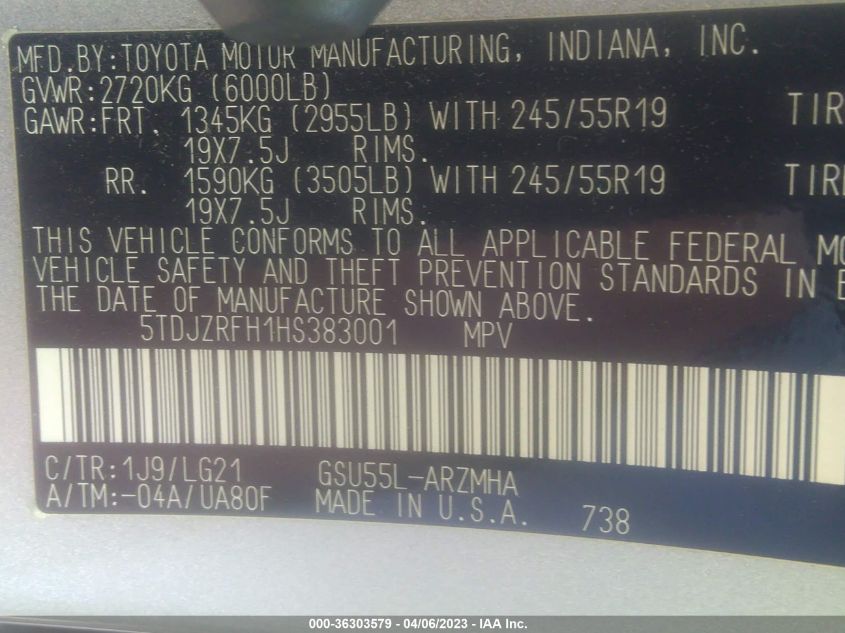 MFD.BY:TOYOTA MOTOR MANUFACTURING, INDIANA, INC.
GVWR:2720KG (6000LB)
GAWR:FRT. 1345KG (2955LB) WITH 245/55R19 TIR
19X7.5J RIMS.
RR. 1590KG (3505LB) WITH 245/55R19 TIR
19X7.5J RIMS.
THIS VEHICLE CONFORMS TO ALL APPLICABLE FEDERAL MO
VEHICLE SAFETY AND THEFT PREVENTION STANDARDS IN E
THE DATE OF MANUFACTURE SHOWN ABOVE.
5TDJZRFH1HS383001 MPV
C/TR:1J9/LG21 GSU55L-ARZMHA
A/TM:-04A/UA80F MADE IN U.S.A. 738
000-36303579 - 04/06/2023 - IAA Inc.